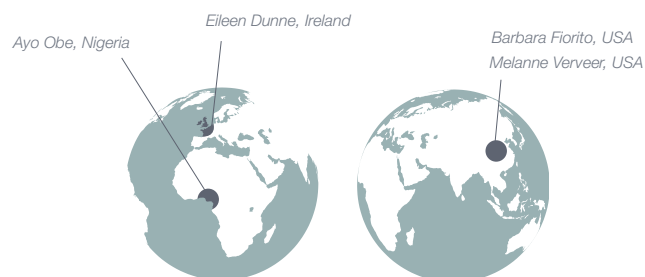 Eileen Dunne, Ireland
Ayo Obe, Nigeria
Barbara Fiorito, USA
Melanne Verveer, USA